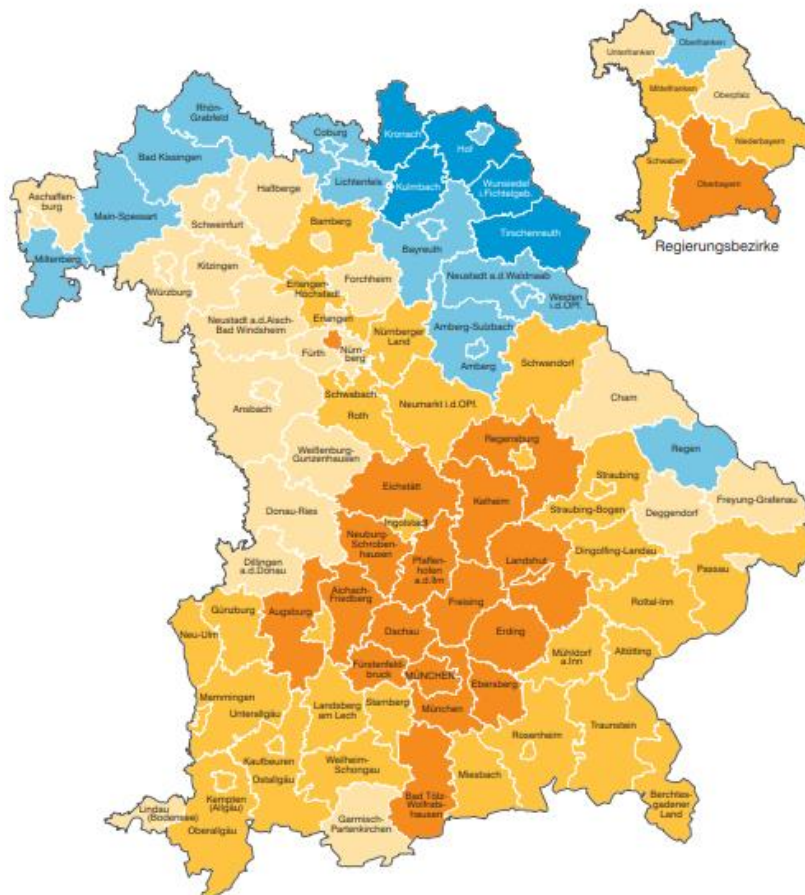 Unterfranken
Oberfranken
Mittelfranken
Oberpfalz
Niederbayern
Schwaben
Oberbayern
Regierungsbezirke
Rhön-
Grabfeld
Bad Kissingen
Coburg
Kronach
Hof
Lichtenfels
Kulmbach
Wunsiedel
i.Fichtelgeb.
Aschaffen-
burg
Main-Spessart
Haßberge
Schweinfurt
Bamberg
Bayreuth
Tirschenreuth
Miltenberg
Würzburg
Kitzingen
Forchheim
Neustadt a.d.Waldnaab
Erlangen-
Höchstadt
Weiden
i.d.OPf.
Neustadt a.d.Aisch-
Bad Windsheim
Erlangen
Nürnberger
Land
Amberg-Sulzbach
Fürth
Nürn-
berg
Amberg
Schwandorf
Ansbach
Schwabach
Roth
Neumarkt i.d.OPf.
Cham
Weißenburg-
Gunzenhausen
Regensburg
Regen
Eichstätt
Kelheim
Straubing
Straubing-Bogen
Freyung-Grafenau
Deggendorf
Donau-Ries
Ingolstadt
Neuburg-
Schroben-
hausen
Pfaffen-
hofen
a.d.Ilm
Landshut
Dingolfing-Landau
Passau
Dillingen
a.d.Donau
Günzburg
Augsburg
Aichach-
Friedberg
Freising
Rottal-Inn
Neu-Ulm
Dachau
Erding
Mühldorf
a.Inn
Altötting
Fürstenfeld-
bruck
MÜNCHEN
Ebersberg
München
Memmingen
Unterallgäu
Landsberg
am Lech
Starnberg
Rosenheim
Traunstein
Kaufbeuren
Ostallgäu
Weilheim-
Schongau
Miesbach
Bad Tölz-
Wolfrats-
hausen
Berchtes-
gadener
Land
Lindau
(Bodensee)
Kempten
(Allgäu)
Oberallgäu
Garmisch-
Partenkirchen